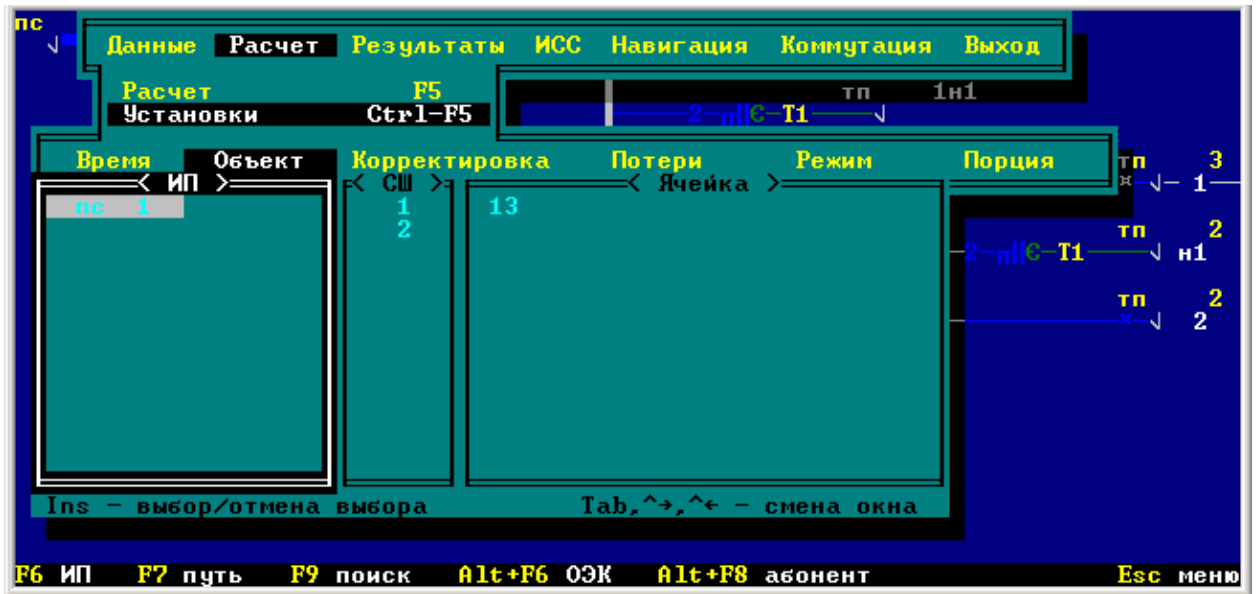 пс
Данные Расчет Результаты ИСС Навигация Коммутация Выход
Расчет F5 тп 1н1
Установки Ctrl-F5 2 Є T1
Время Объект Корректировка Потери Режим Порция тп 3
ИП СШ Ячейка 1
пс 1 1 13
2 тп 2
2 Є T1 н1
тп 2
2
Ins - выбор/отмена выбора Tab,^→,^← - смена окна
F6 ИП F7 путь F9 поиск Alt+F6 ОЭК Alt+F8 абонент Esc меню